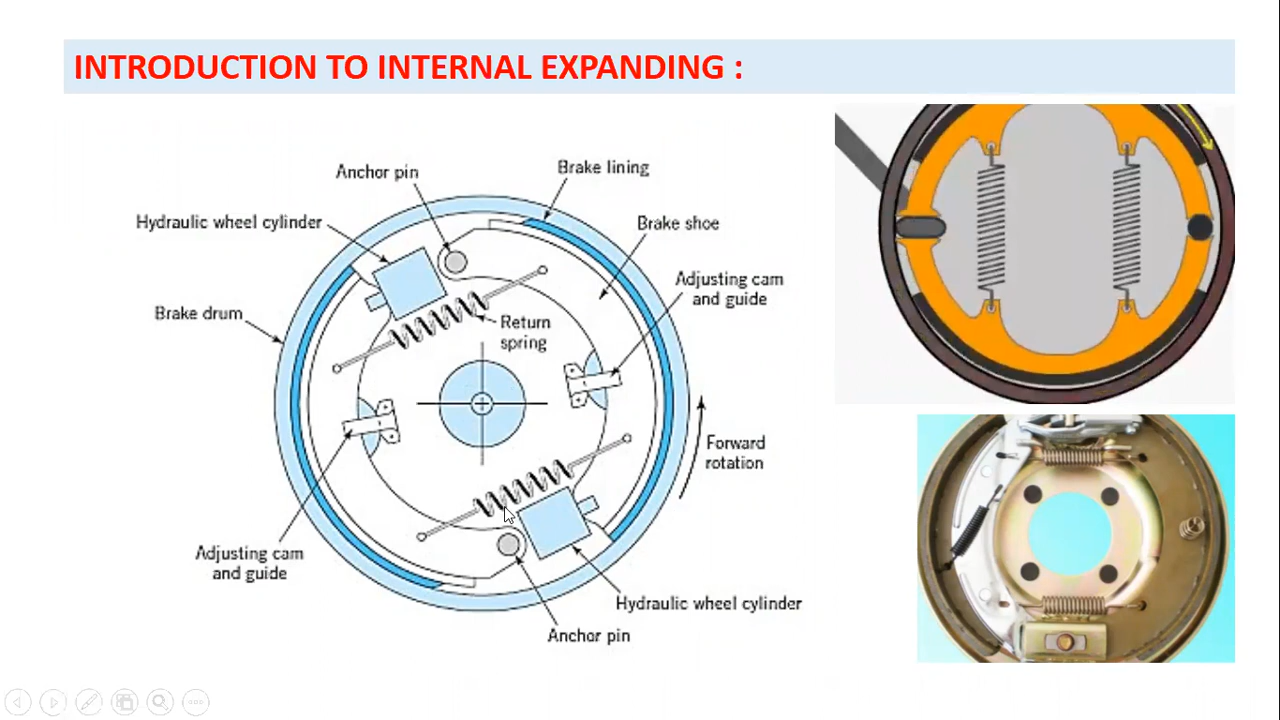 INTRODUCTION TO INTERNAL EXPANDING :
Anchor pin
Brake lining
Hydraulic wheel cylinder
Brake shoe
Adjusting cam
and guide
Brake drum
Return
spring
Forward
rotation
Adjusting cam
and guide
Hydraulic wheel cylinder
Anchor pin